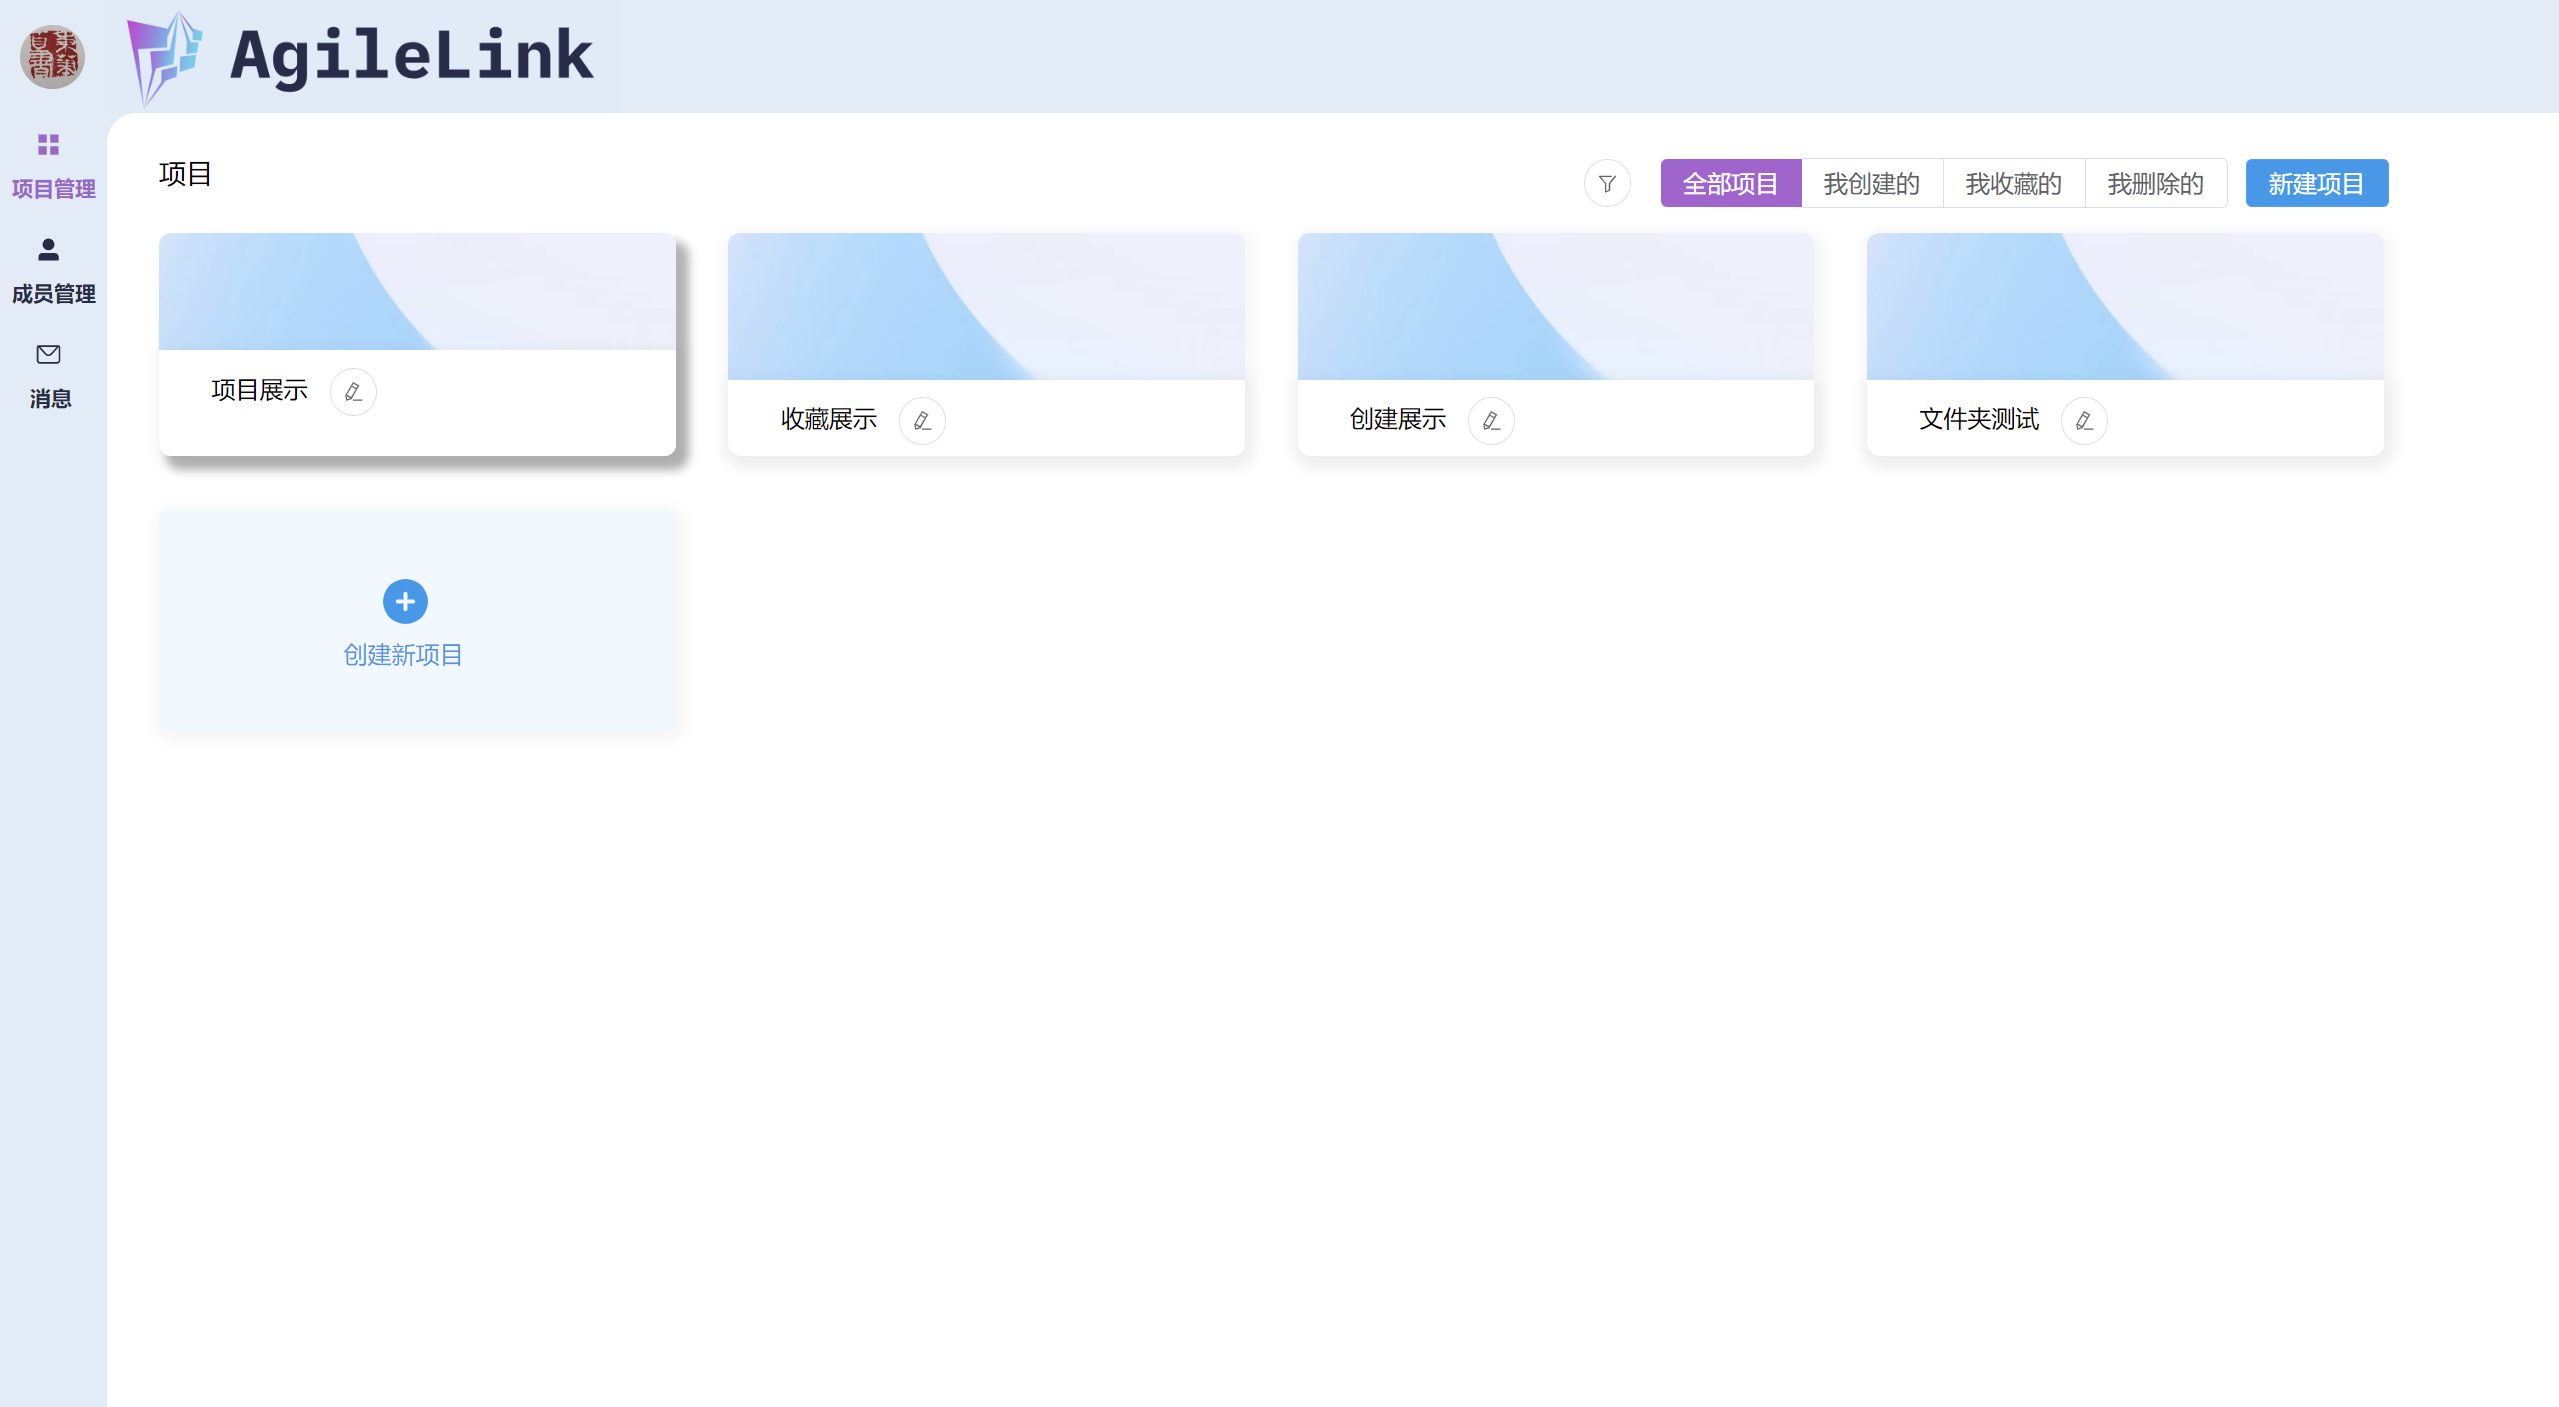 AgileLink
项目管理
成员管理
消息
项目
全部项目 我创建的 我收藏的 我删除的 新建项目
项目展示
收藏展示
创建展示
文件夹测试
创建新项目